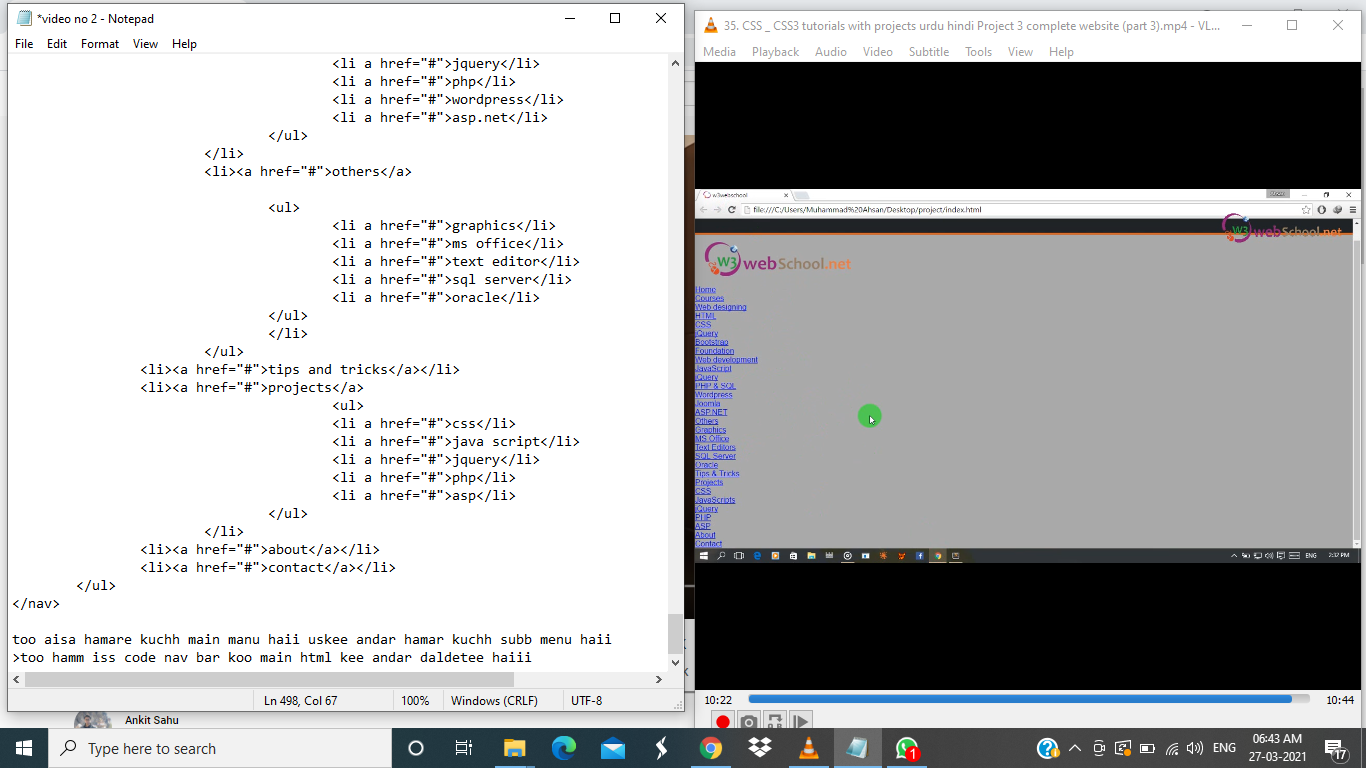 *video no 2 - Notepad
File Edit Format View Help
<li a href="#">jquery</li>
<li a href="#">php</li>
<li a href="#">wordpress</li>
<li a href="#">asp.net</li>
</ul>
</li>
<li><a href="#">others</a>
<ul>
<li a href="#">graphics</li>
<li a href="#">ms office</li>
<li a href="#">text editor</li>
<li a href="#">sql server</li>
<li a href="#">oracle</li>
</ul>
</li>
</ul>
<li><a href="#">tips and tricks</a></li>
<li><a href="#">projects</a>
<ul>
<li a href="#">css</li>
<li a href="#">java script</li>
<li a href="#">jquery</li>
<li a href="#">php</li>
<li a href="#">asp</li>
</ul>
</li>
<li><a href="#">about</a></li>
<li><a href="#">contact</a></li>
</ul>
</nav>
too aisa hamare kuchh main manu haii uskee andar hamar kuchh subb menu haii
>too hamm iss code nav bar koo main html kee andar daldetee haiii
Ln 498, Col 67 100% Windows (CRLF) UTF-8
Ankit Sahu
35. CSS _ CSS3 tutorials with projects urdu hindi Project 3 complete website (part 3).mp4 - VL...
Media Playback Audio Video Subtitle Tools View Help
w3webschool
file:///C:/Users/Muhammad%20Ahsan/Desktop/project/index.html
W3 webSchool.net
W3 webSchool.net
Home
Courses
Web designing
HTML
CSS
jQuery
Bootstrap
Foundation
Web development
JavaScript
jQuery
PHP & SQL
Wordpress
Joomla
ASP.NET
Others
Graphics
MS Office
Text Editors
SQL Server
Oracle
Tips & Tricks
Projects
CSS
JavaScripts
jQuery
PHP
ASP
About
Contact
ENG 2:32 PM
10:22 10:44
Type here to search
1
ENG
06:43 AM
27-03-2021
17